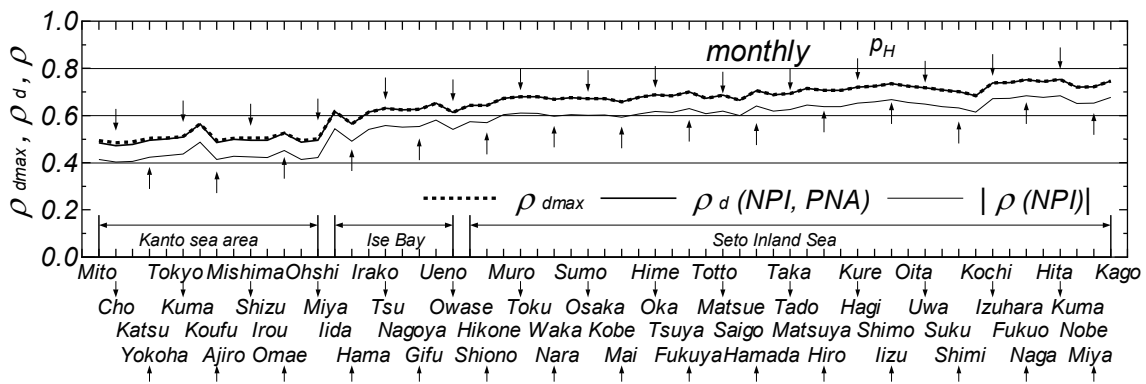 1.0
0.8
0.6
0.4
0.2
0.0
ρ dmax , ρ d , ρ
monthly pH
ρ dmax ρ d (NPI, PNA) | ρ (NPI)|
Kanto sea area Ise Bay Seto Inland Sea
Mito Tokyo Mishima Ohshi Irako Ueno Muro Sumo Hime Totto Taka Kure Oita Kochi Hita Kago
Cho Kuma Shizu Miya Tsu Owase Toku Osaka Oka Matsue Tado Hagi Uwa Izuhara Kuma
Katsu Koufu Irou Iida Nagoya Hikone Waka Kobe Tsuya Saigo Matsuya Shimo Suku Fukuo Nobe
Yokoha Ajiro Omae Hama Gifu Shiono Nara Mai Fukuya Hamada Hiro Iizu Shimi Naga Miya